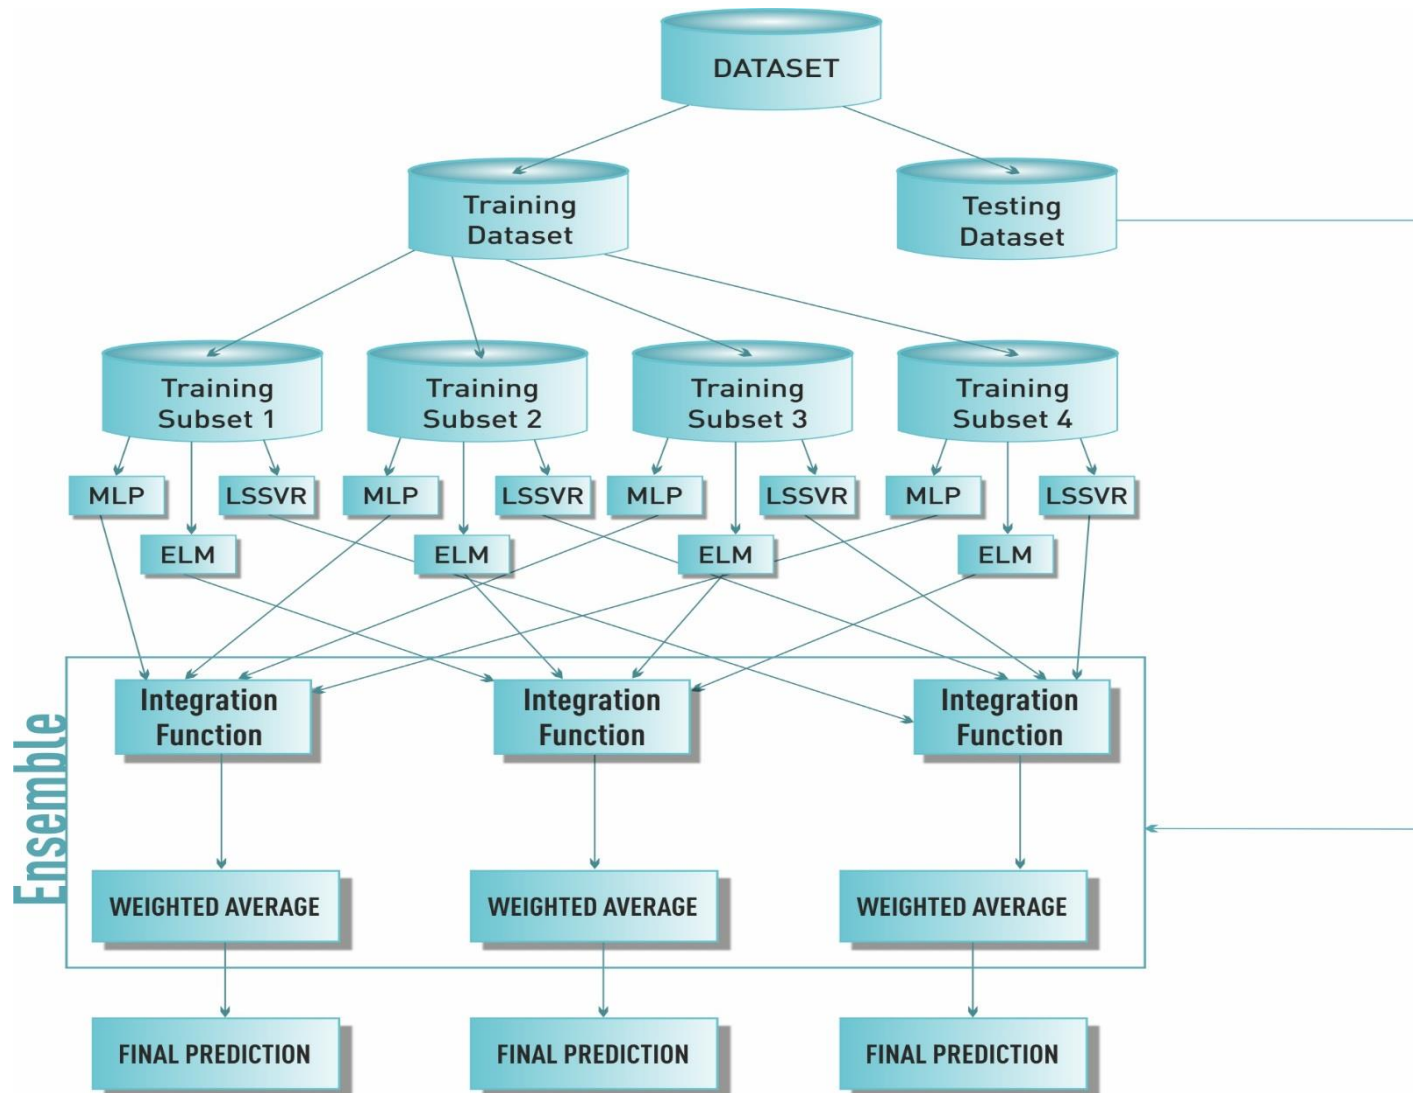 DATASET
Training
Dataset
Testing
Dataset
Training
Subset 1
Training
Subset 2
Training
Subset 3
Training
Subset 4
MLP
LSSVR
MLP
LSSVR
MLP
LSSVR
MLP
LSSVR
ELM
ELM
ELM
ELM
Ensemble
Integration
Function
Integration
Function
Integration
Function
WEIGHTED AVERAGE
WEIGHTED AVERAGE
WEIGHTED AVERAGE
FINAL PREDICTION
FINAL PREDICTION
FINAL PREDICTION